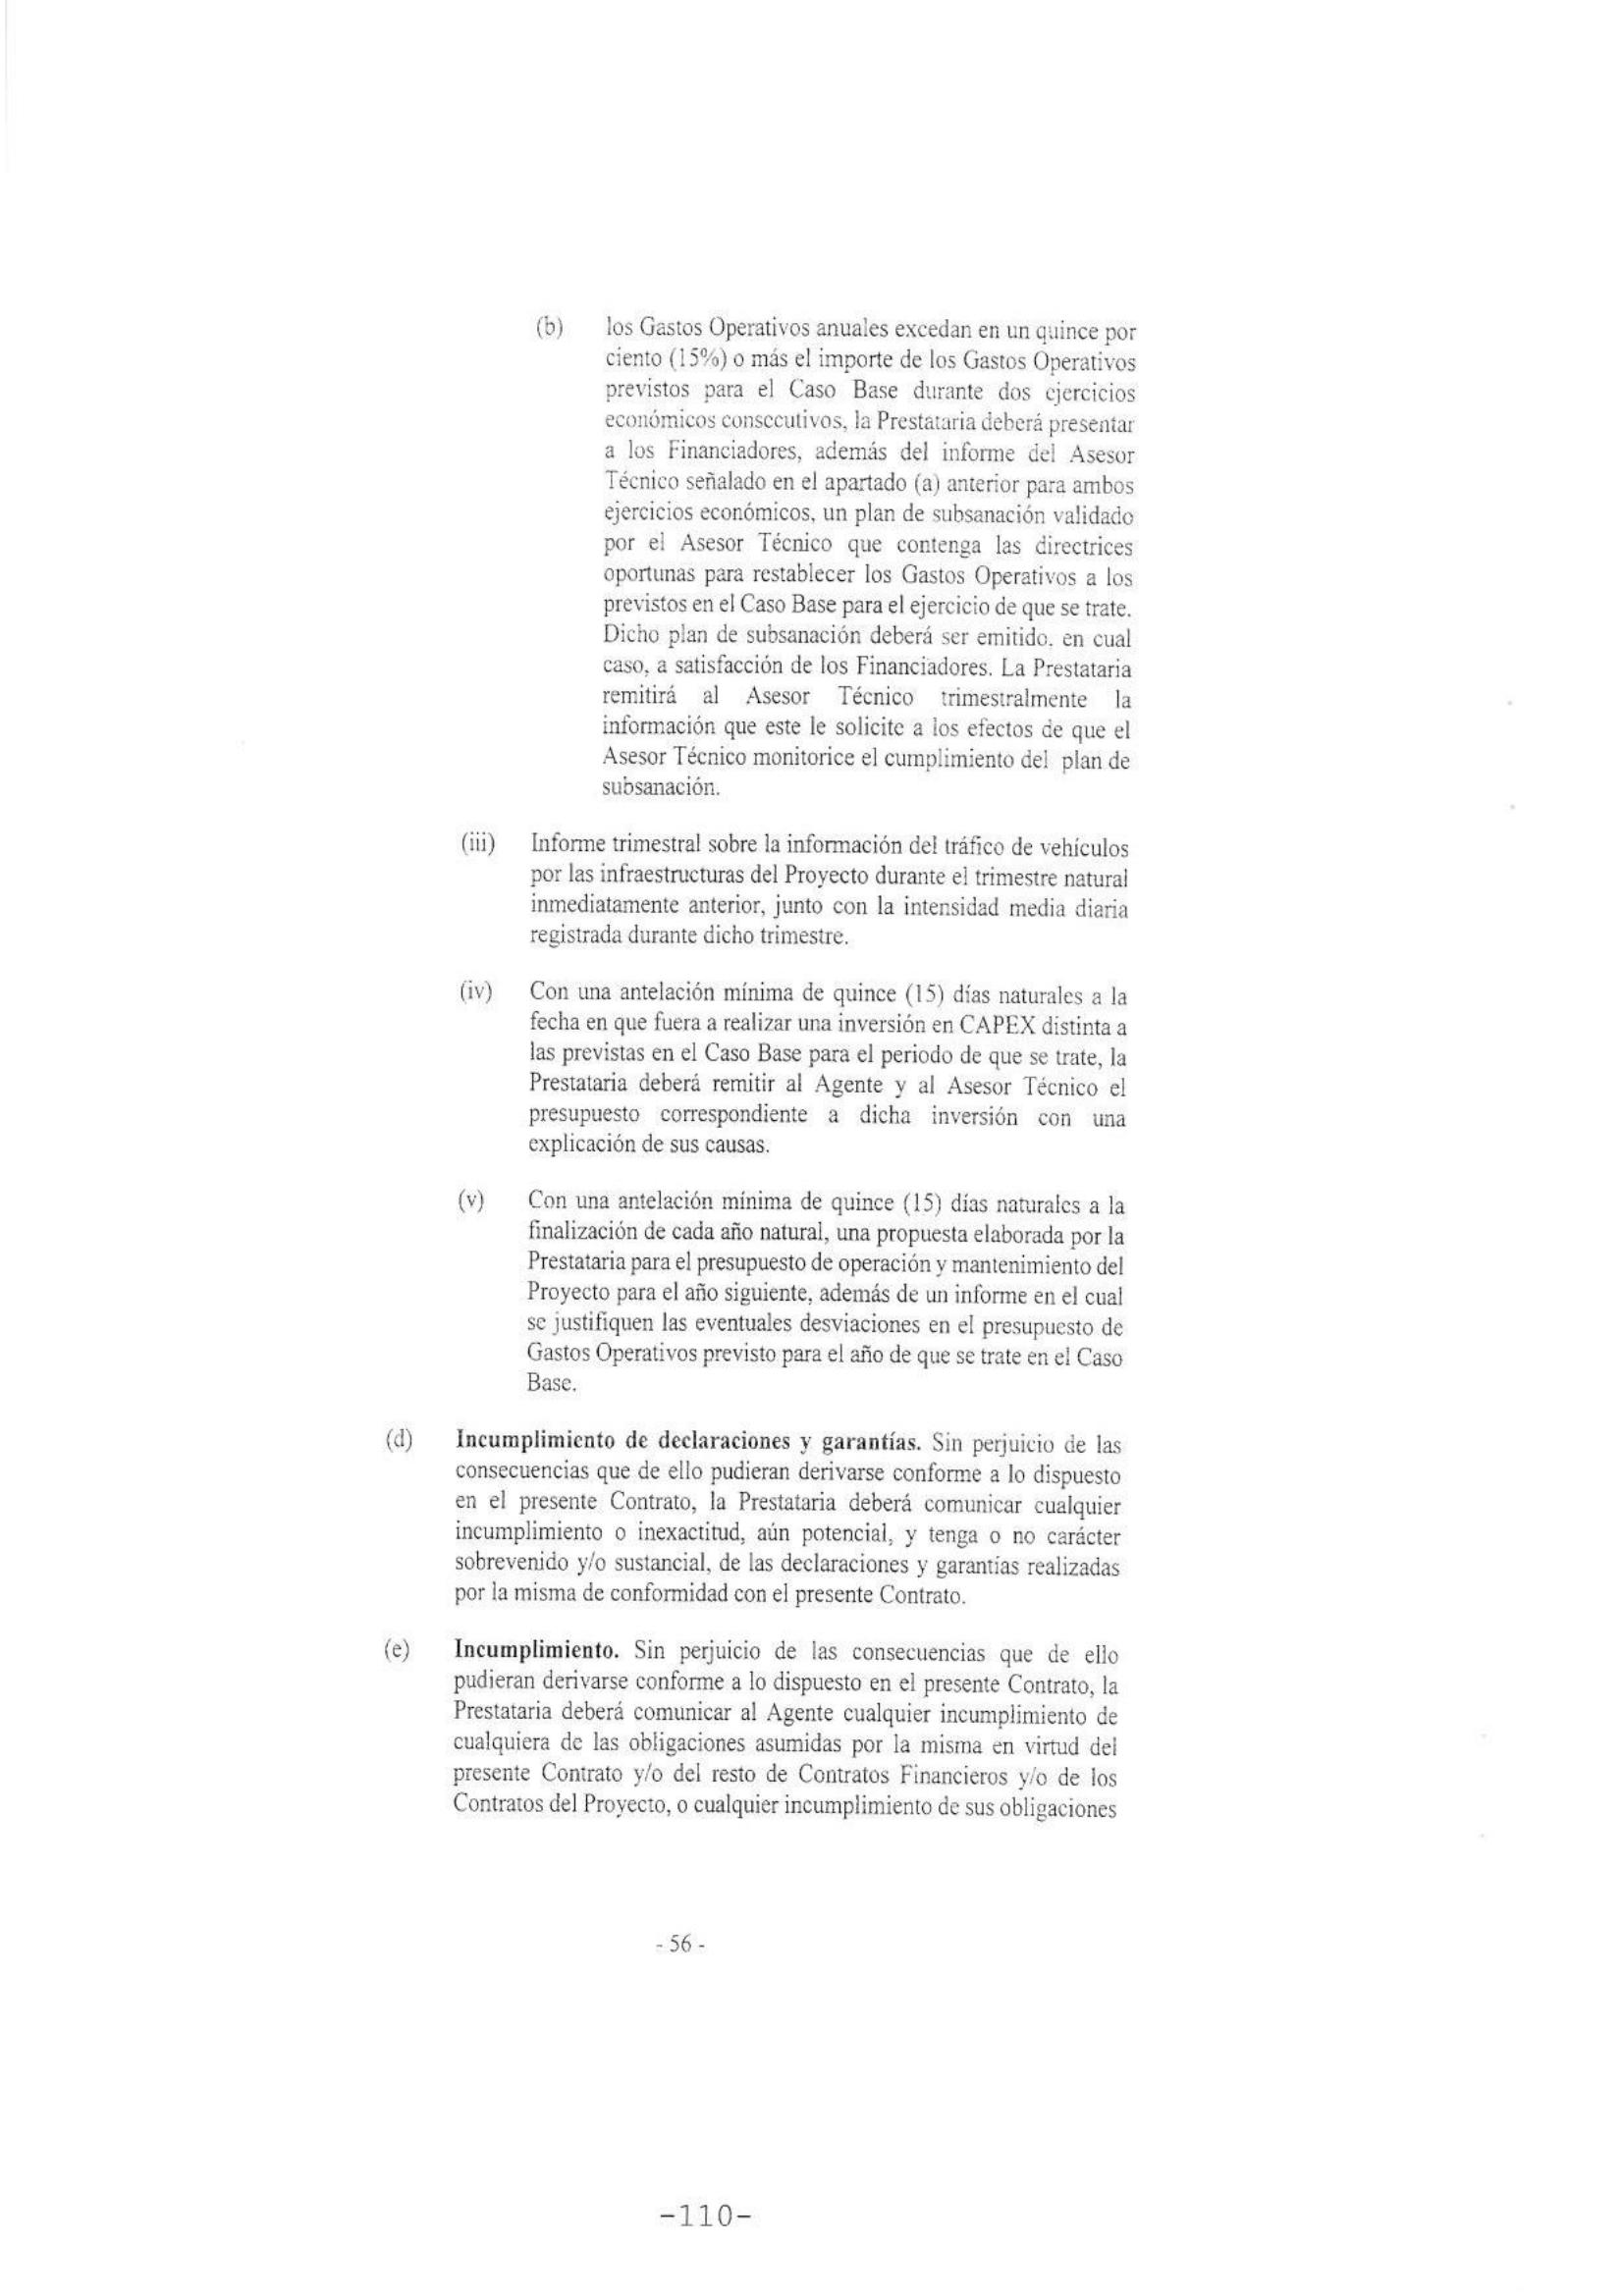 (b) los Gastos Operativos anuales excedan en un quince por
ciento (15%) o más el importe de los Gastos Operativos
previstos para el Caso Base durante dos ejercicios
económicos consecutivos, la Prestataria deberá presentar
a los Financiadores, además del informe del Asesor
Técnico señalado en el apartado (a) anterior para ambos
ejercicios económicos, un plan de subsanación validado
por el Asesor Técnico que contenga las directrices
oportunas para restablecer los Gastos Operativos a los
previstos en el Caso Base para el ejercicio de que se trate.
Dicho plan de subsanación deberá ser emitido, en cual
caso, a satisfacción de los Financiadores. La Prestataria
remitirá al Asesor Técnico trimestralmente la
información que este le solicite a los efectos de que el
Asesor Técnico monitorice el cumplimiento del plan de
subsanación.
(iii) Informe trimestral sobre la información del tráfico de vehículos
por las infraestructuras del Proyecto durante el trimestre natural
inmediatamente anterior, junto con la intensidad media diaria
registrada durante dicho trimestre.
(iv) Con una antelación mínima de quince (15) días naturales a la
fecha en que fuera a realizar una inversión en CAPEX distinta a
las previstas en el Caso Base para el periodo de que se trate, la
Prestataria deberá remitir al Agente y al Asesor Técnico el
presupuesto correspondiente a dicha inversión con una
explicación de sus causas.
(v) Con una antelación mínima de quince (15) días naturales a la
finalización de cada año natural, una propuesta elaborada por la
Prestataria para el presupuesto de operación y mantenimiento del
Proyecto para el año siguiente, además de un informe en el cual
se justifiquen las eventuales desviaciones en el presupuesto de
Gastos Operativos previsto para el año de que se trate en el Caso
Base.
(d) Incumplimiento de declaraciones y garantías. Sin perjuicio de las
consecuencias que de ello pudieran derivarse conforme a lo dispuesto
en el presente Contrato, la Prestataria deberá comunicar cualquier
incumplimiento o inexactitud, aún potencial, y tenga o no carácter
sobrevenido y/o sustancial, de las declaraciones y garantías realizadas
por la misma de conformidad con el presente Contrato.
(e) Incumplimiento. Sin perjuicio de las consecuencias que de ello
pudieran derivarse conforme a lo dispuesto en el presente Contrato, la
Prestataria deberá comunicar al Agente cualquier incumplimiento de
cualquiera de las obligaciones asumidas por la misma en virtud del
presente Contrato y/o del resto de Contratos Financieros y/o de los
Contratos del Proyecto, o cualquier incumplimiento de sus obligaciones
- 56 -
-110-